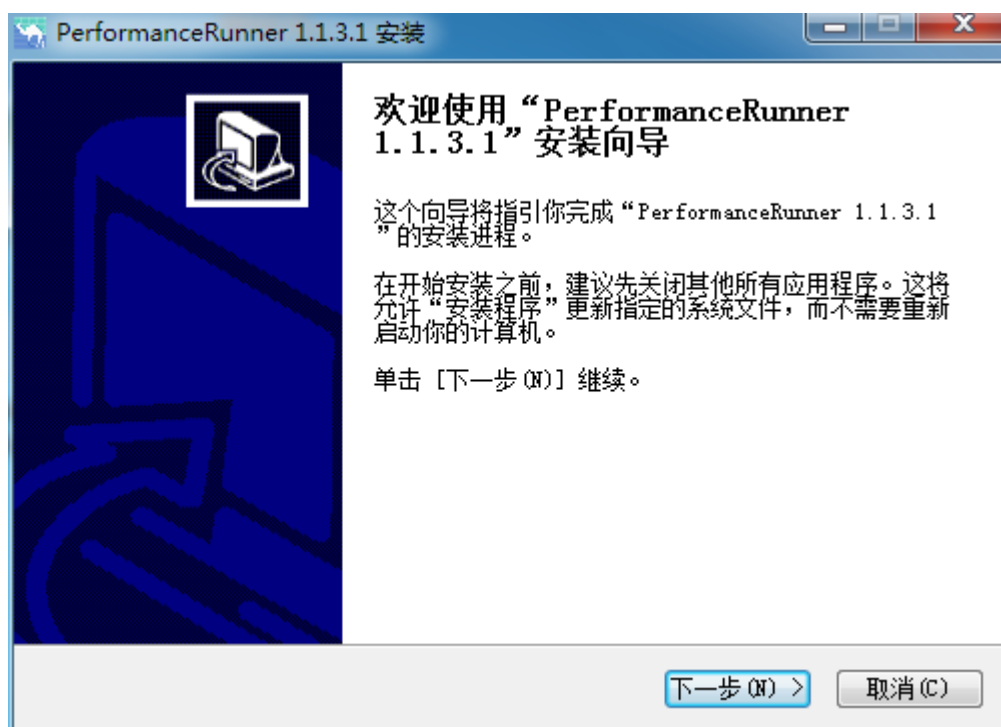 PerformanceRunner 1.1.3.1 安装
欢迎使用“PerformanceRunner
1.1.3.1”安装向导
这个向导将指引你完成“PerformanceRunner 1.1.3.1
”的安装进程。
在开始安装之前，建议先关闭其他所有应用程序。这将
允许“安装程序”更新指定的系统文件，而不需要重新
启动你的计算机。
单击 [下一步(N)] 继续。
下一步(N) >
取消(C)